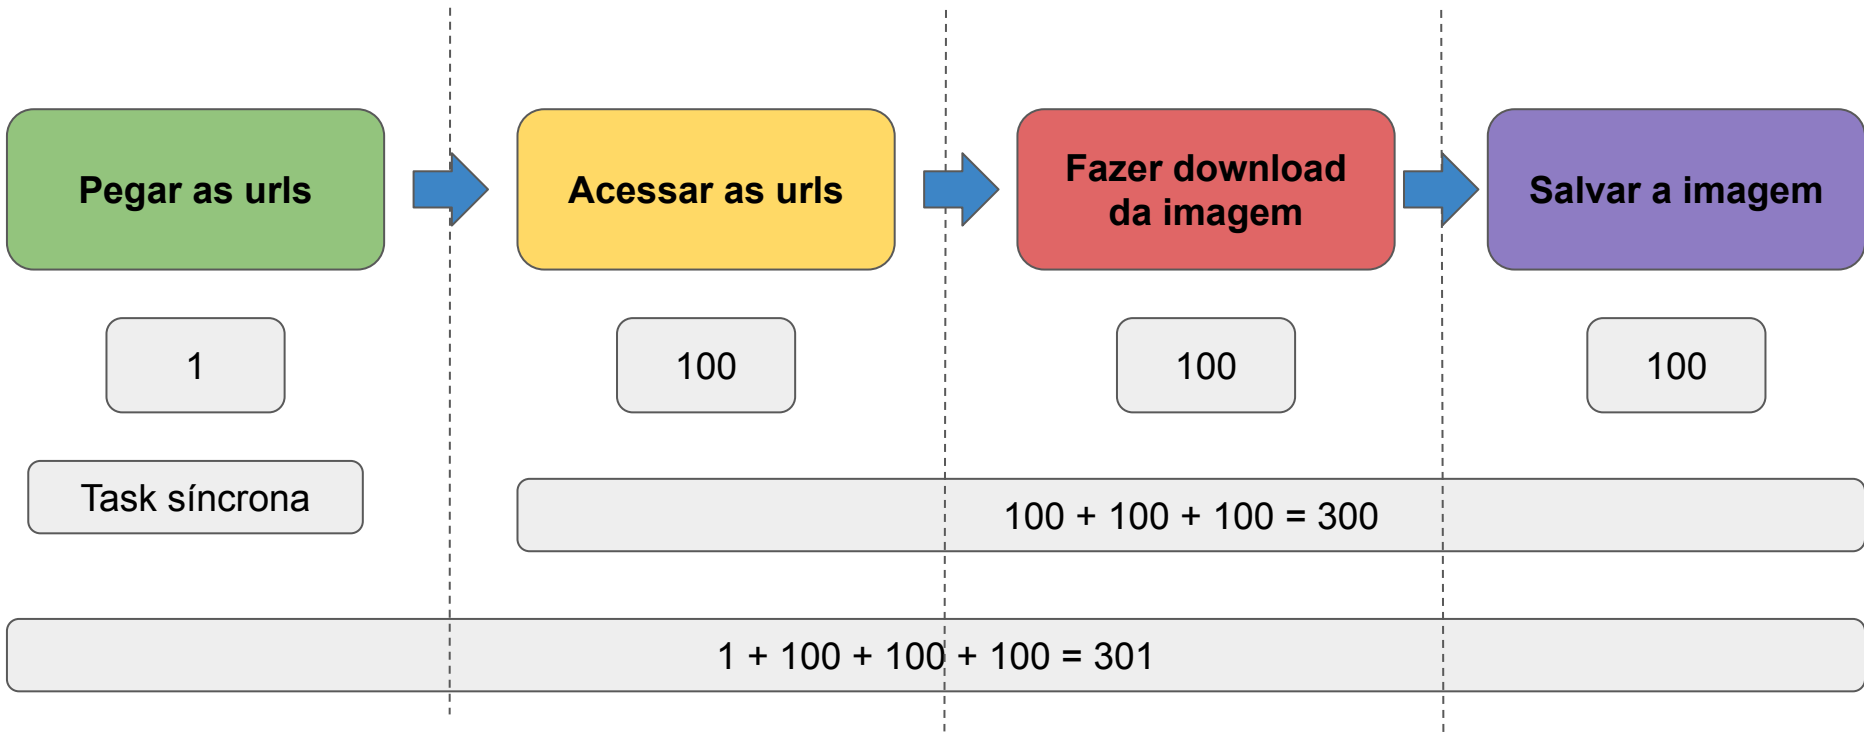 Pegar as urls
Acessar as urls
Fazer download
da imagem
Salvar a imagem
1
100
100
100
Task síncrona
100 + 100 + 100 = 300
1 + 100 + 100 + 100 = 301